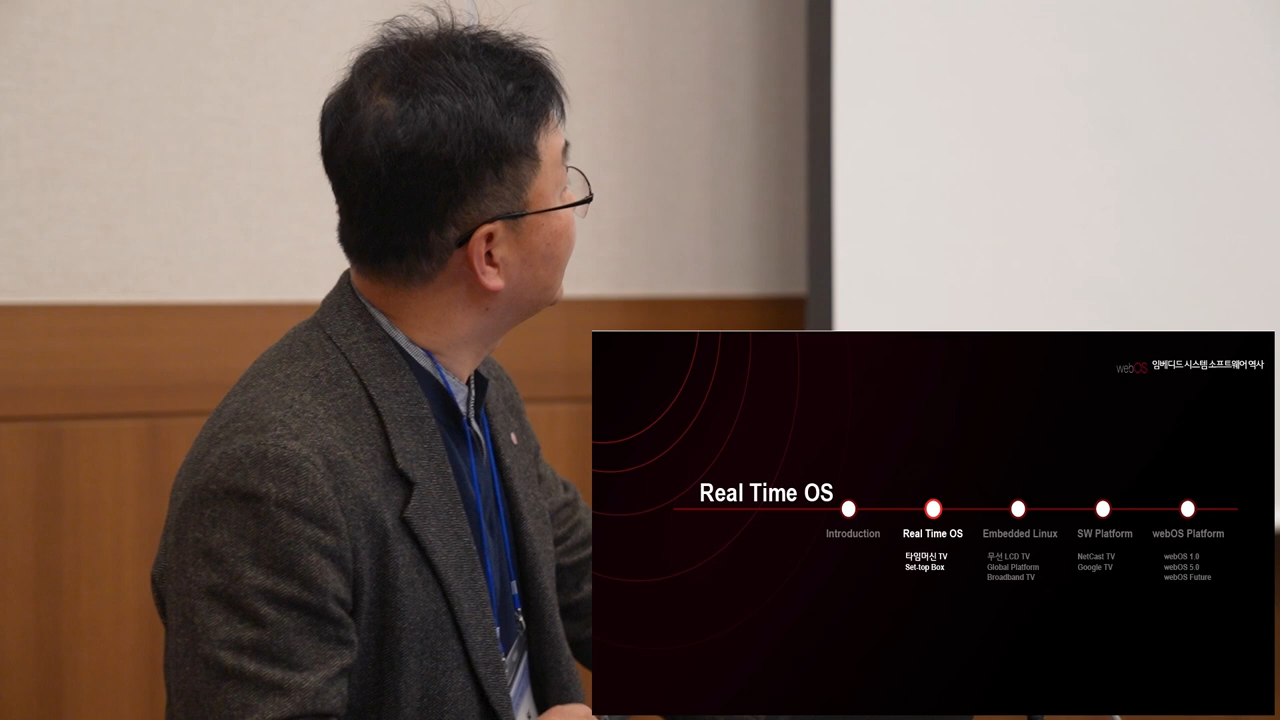 webOS 임베디드 시스템 소프트웨어 역사
Real Time OS
Introduction
Real Time OS
타임머신 TV
Set-top Box
Embedded Linux
무선 LCD TV
Global Platform
Broadband TV
SW Platform
NetCast TV
Google TV
webOS Platform
webOS 1.0
webOS 5.0
webOS Future